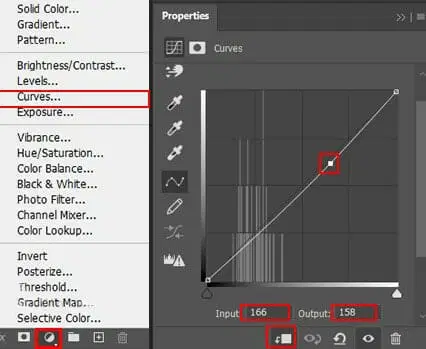 Solid Color...
Gradient...
Pattern...
Brightness/Contrast...
Levels...
Curves...
Exposure...
Vibrance...
Hue/Saturation...
Color Balance...
Black & White...
Photo Filter...
Channel Mixer...
Color Lookup...
Invert
Posterize...
Threshold...
Gradient Map...
Selective Color...
Properties
Curves
Input: 166 Output: 158